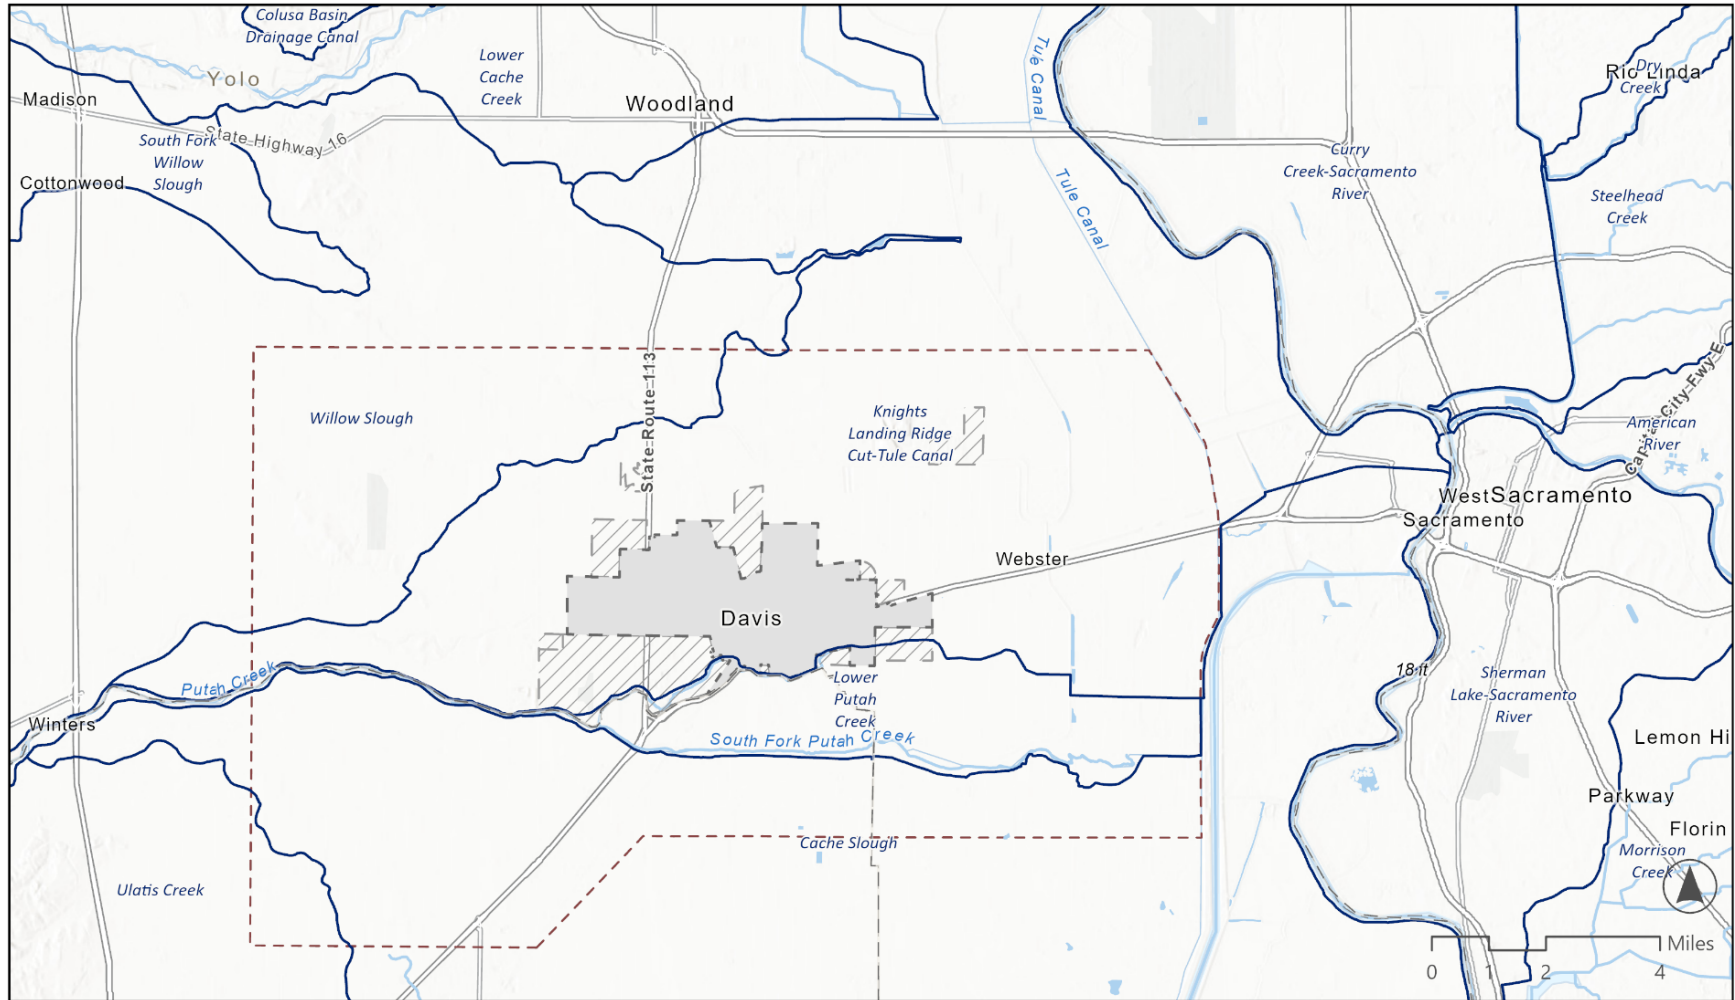 Colusa Basin
Drainage Canal
Yolo
Lower
Cache
Creek
Madison
Woodland
State Highway 16
South Fork
Willow
Slough
Cottonwood
Tule Canal
Tule Canal
Rio Linda
Dry
Creek
Curry
Creek-Sacramento
River
Steelhead
Creek
Willow Slough
State Route 113
Knights
Landing Ridge
Cut-Tule Canal
Capital City Fwy E
American
River
West
Sacramento
Sacramento
Webster
Davis
Putah Creek
Winters
Lower
Putah
Creek
South Fork Putah Creek
18 ft
Sherman
Lake-Sacramento
River
Lemon Hi
Parkway
Florin
Morrison
Creek
Cache Slough
Ulatis Creek
Miles
0 1 2 4